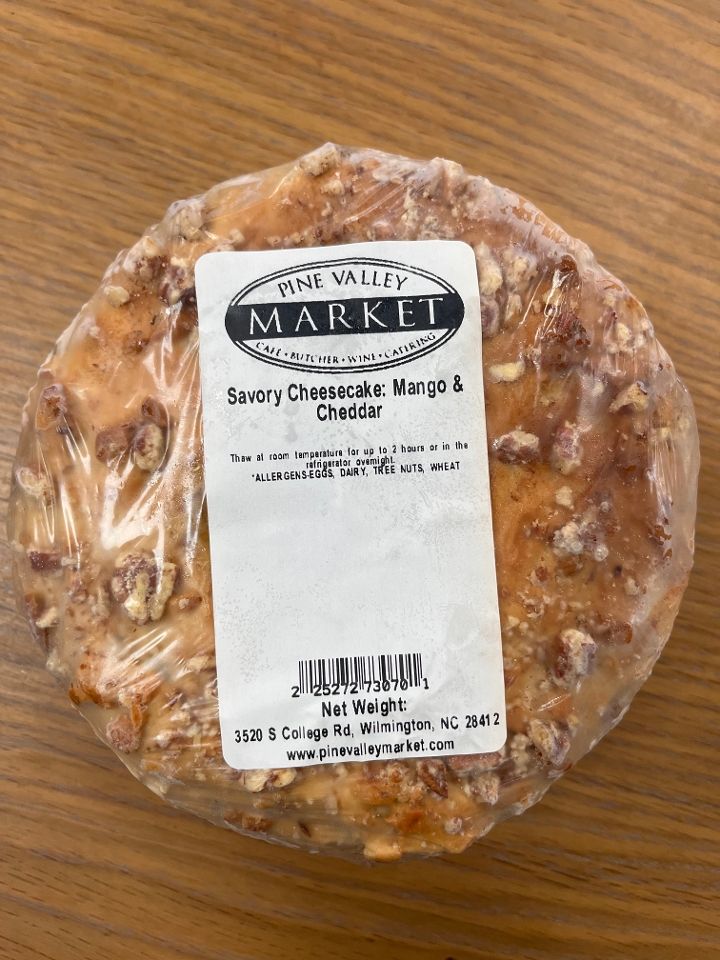 PINE VALLEY
MARKET
CAFE • BUTCHER • WINE • CATERING
Savory Cheesecake: Mango &
Cheddar
Thaw at room temperature for up to 2 hours or in the
refrigerator overnight.
*ALLERGENS-EGGS, DAIRY, TREE NUTS, WHEAT
2 25272 73070 1
Net Weight:
3520 S College Rd, Wilmington, NC 28412
www.pinevalleymarket.com